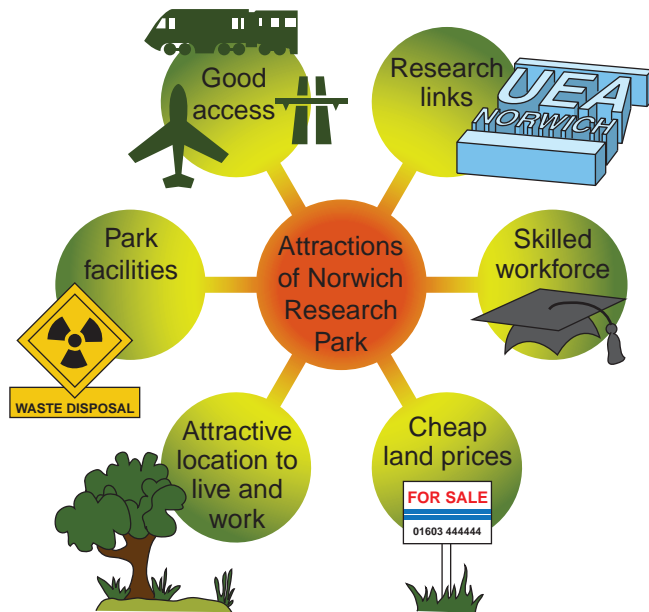 Good
access
Research
links
UEA
NORWICH
Park
facilities
WASTE DISPOSAL
Attractions
of Norwich
Research
Park
Skilled
workforce
Attractive
location to
live and
work
Cheap
land prices
FOR SALE
01603 444444